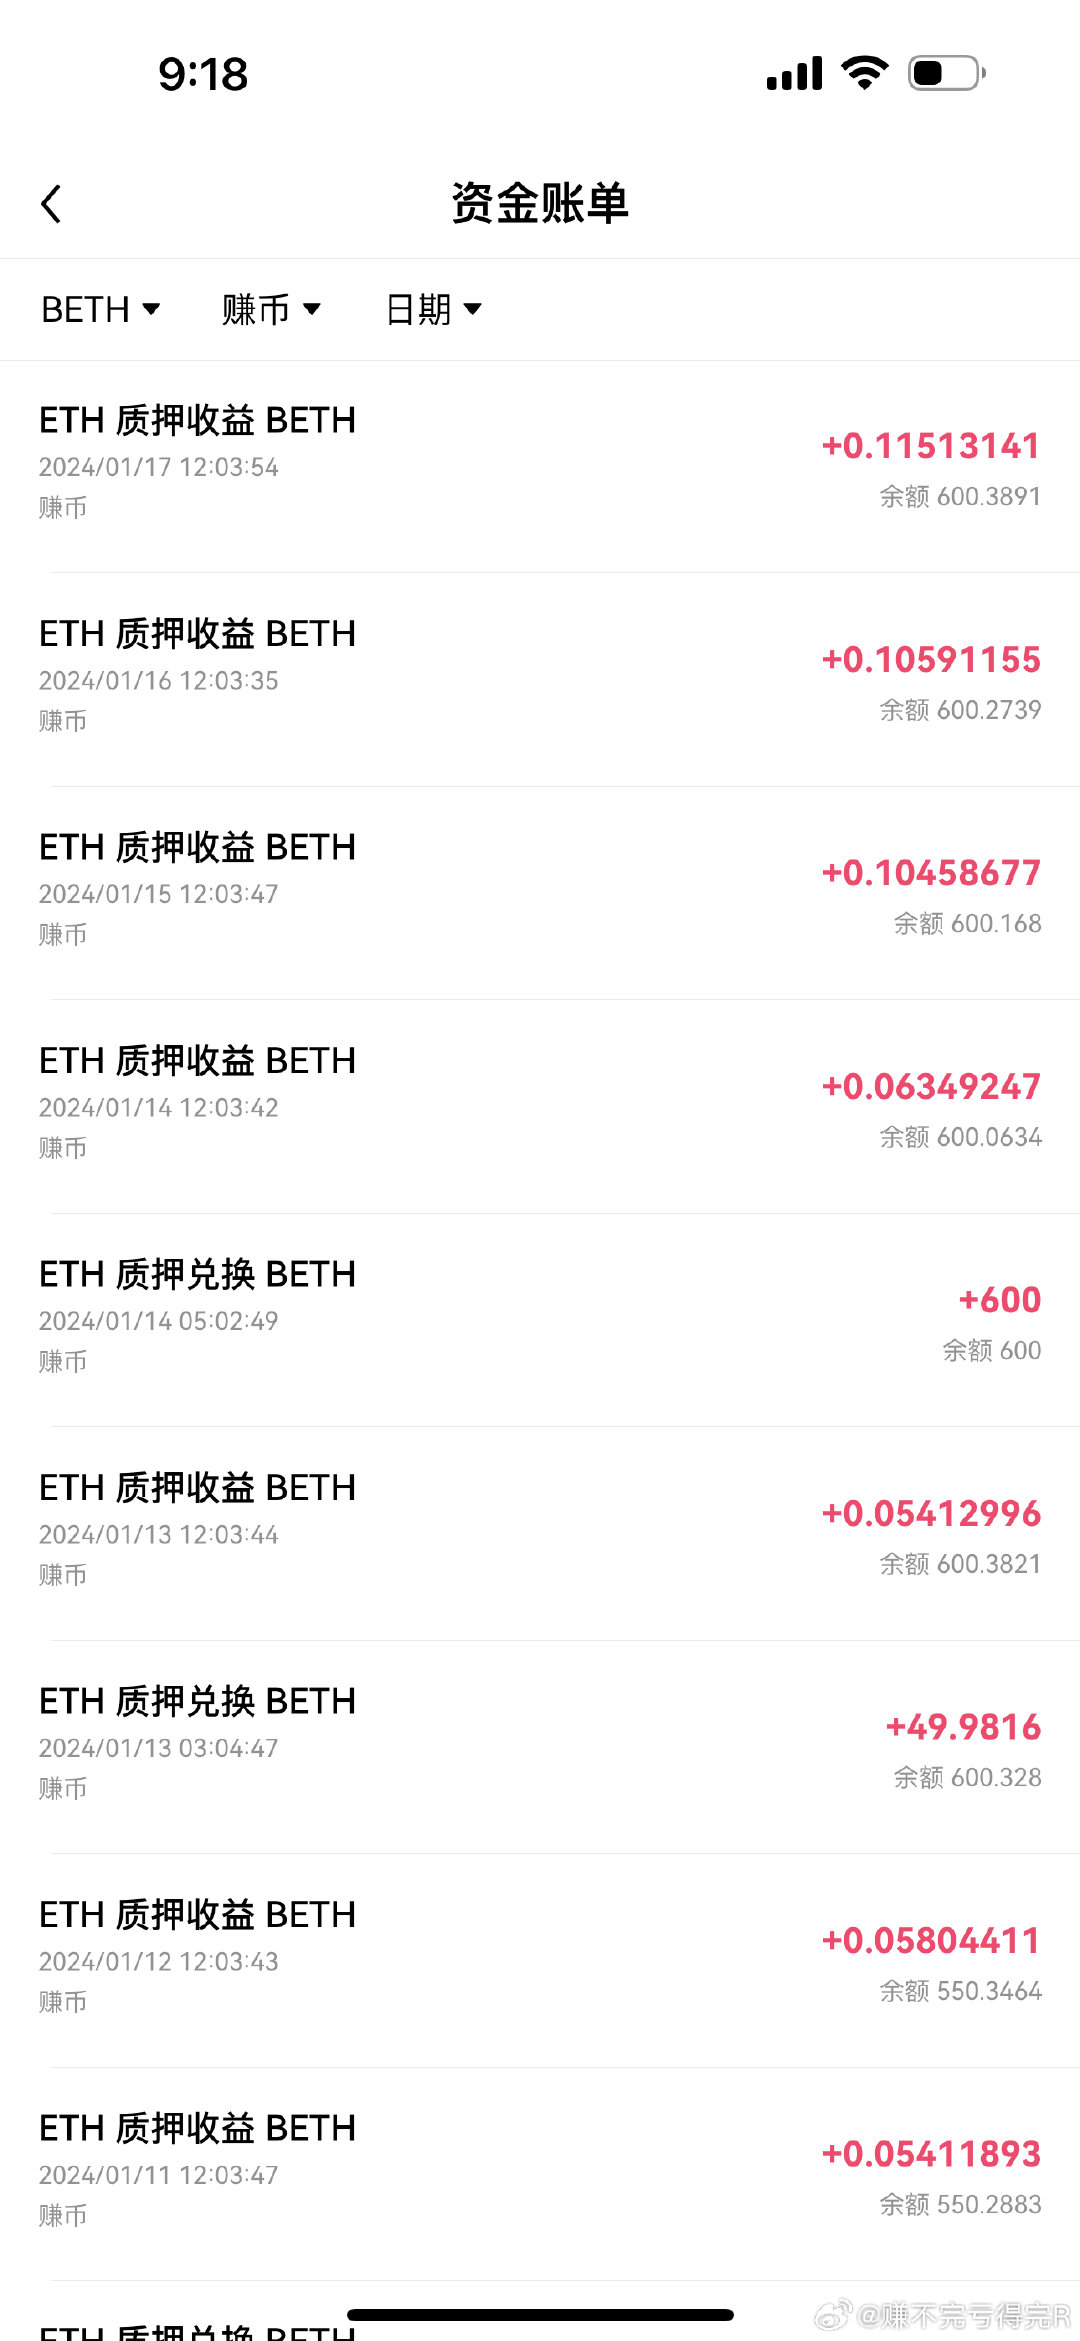 9:18
资金账单
BETH 赚币 日期
ETH 质押收益 BETH
2024/01/17 12:03:54
赚币
+0.11513141
余额 600.3891
ETH 质押收益 BETH
2024/01/16 12:03:35
赚币
+0.10591155
余额 600.2739
ETH 质押收益 BETH
2024/01/15 12:03:47
赚币
+0.10458677
余额 600.168
ETH 质押收益 BETH
2024/01/14 12:03:42
赚币
+0.06349247
余额 600.0634
ETH 质押兑换 BETH
2024/01/14 05:02:49
赚币
+600
余额 600
ETH 质押收益 BETH
2024/01/13 12:03:44
赚币
+0.05412996
余额 600.3821
ETH 质押兑换 BETH
2024/01/13 03:04:47
赚币
+49.9816
余额 600.328
ETH 质押收益 BETH
2024/01/12 12:03:43
赚币
+0.05804411
余额 550.3464
ETH 质押收益 BETH
2024/01/11 12:03:47
赚币
+0.05411893
余额 550.2883
ETH 质押兑换 BETH
@赚不完亏得完R